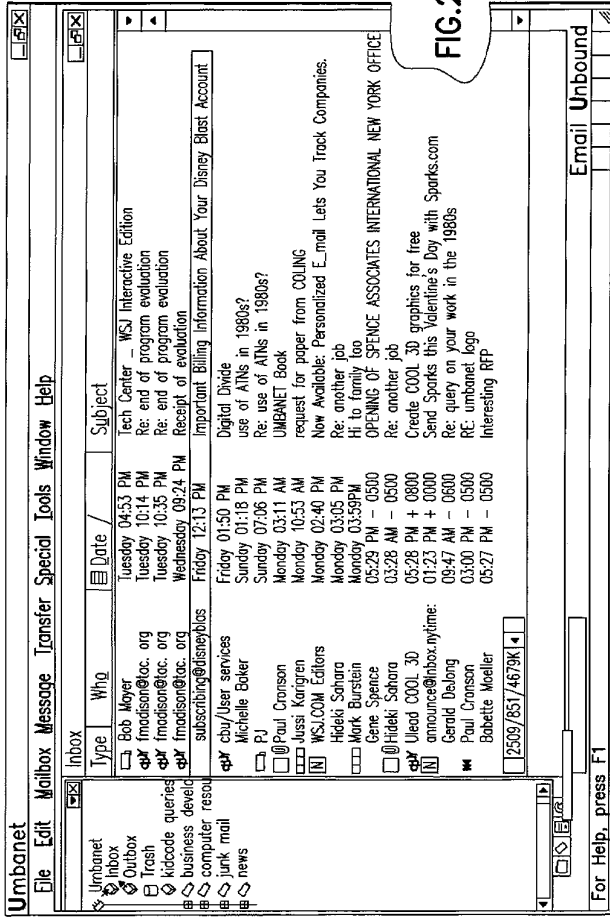 Umbanet
File Edit Mailbox Message Transfer Special Tools Window Help
Umbanet
Inbox
Outbox
Trash
kidcode queries
business develo
computer resou
junk mail
news
Inbox
Type Who Date Subject
Bob Mayer Tuesday 04:53 PM Tech Center _ WSJ Interactive Edition
fmadison@tac. org Tuesday 10:14 PM Re: end of program evaluation
fmadison@tac. org Tuesday 10:35 PM Re: end of program evaluation
fmadison@tac. org Wednesday 09:24 PM Receipt of evaluation
subscribing@disneyblas Friday 12:13 PM Important Billing Information About Your Disney Blast Account
cbu/User services Friday 01:50 PM Digital Divide
Michelle Baker Sunday 01:18 PM use of ATNs in 1980s?
PJ Sunday 07:06 PM Re: use of ATNs in 1980s?
Paul Cronson Monday 03:11 AM UMBANET Book
Jussi Karlgren Monday 10:53 AM request for paper from COLING
N WSJ.COM Editors Monday 02:40 PM Now Available: Personalized E_mail Lets You Track Companies.
Hideki Sahara Monday 03:05 PM Re: another job
Mark Burstein Monday 03:59PM Hi to family too
Gene Spence 05:29 PM - 0500 OPENING OF SPENCE ASSOCIATES INTERNATIONAL NEW YORK OFFICE
Hideki Sahara 03:28 AM - 0500 Re: another job
Ulead COOL 3D 05:28 PM + 0800 Create COOL 3D graphics for free
N announce@Inbox.nytime: 01:23 PM + 0000 Send Sparks this Valentine's Day with Sparks.com
Gerald DeJong 09:47 AM - 0600 Re: query on your work in the 1980s
Paul Cronson 03:00 PM - 0500 RE: umbanet logo
Babette Moeller 05:27 PM - 0500 Interesting RFP
2509/851/4679K
Email Unbound
For Help, press F1